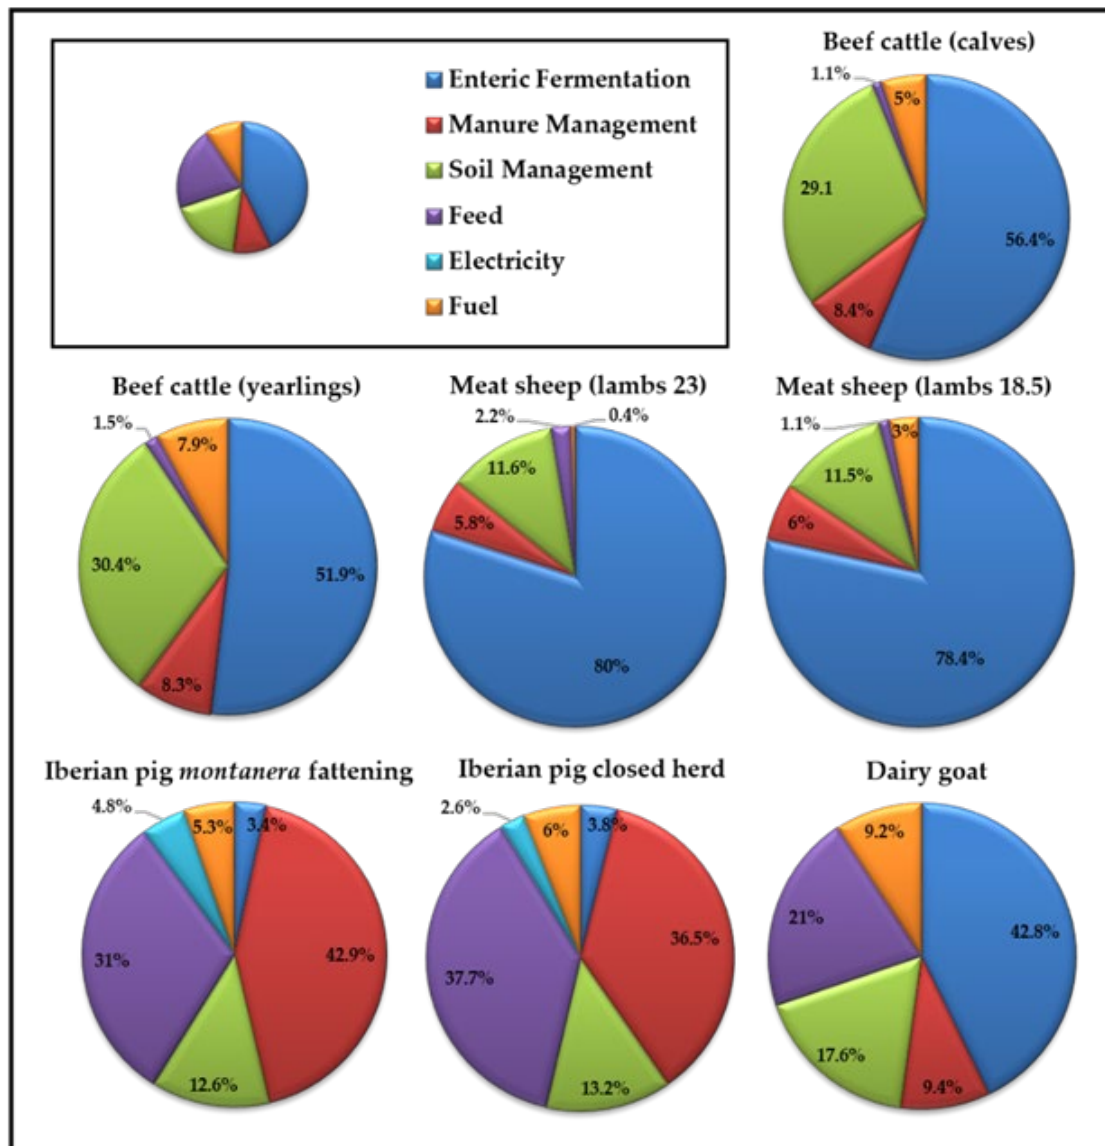 Enteric Fermentation
Manure Management
Soil Management
Feed
Electricity
Fuel
Beef cattle (calves)
1.1%
5%
29.1
56.4%
8.4%
Beef cattle (yearlings)
1.5%
7.9%
30.4%
51.9%
8.3%
Meat sheep (lambs 23)
2.2%
0.4%
11.6%
5.8%
80%
Meat sheep (lambs 18.5)
1.1%
3%
11.5%
6%
78.4%
Iberian pig montanera fattening
4.8%
5.3%
3.4%
31%
42.9%
12.6%
Iberian pig closed herd
2.6%
6%
3.8%
36.5%
37.7%
13.2%
Dairy goat
9.2%
21%
42.8%
17.6%
9.4%